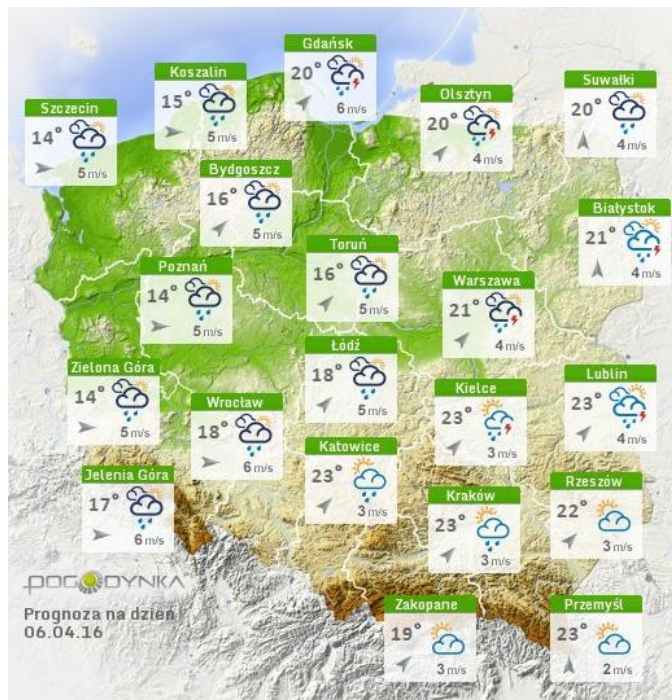 Gdańsk
20°
6 m/s
Koszalin
15°
5 m/s
Suwałki
20°
4 m/s
Olsztyn
20°
4 m/s
Szczecin
14°
5 m/s
Bydgoszcz
16°
5 m/s
Białystok
21°
4 m/s
Toruń
16°
5 m/s
Poznań
14°
5 m/s
Warszawa
21°
4 m/s
Łódź
18°
5 m/s
Zielona Góra
14°
5 m/s
Lublin
23°
4 m/s
Kielce
23°
3 m/s
Wrocław
18°
6 m/s
Katowice
23°
3 m/s
Jelenia Góra
17°
6 m/s
Rzeszów
22°
3 m/s
Kraków
23°
3 m/s
POGODYNKA
Prognoza na dzień
06.04.16
Zakopane
19°
3 m/s
Przemyśl
23°
2 m/s